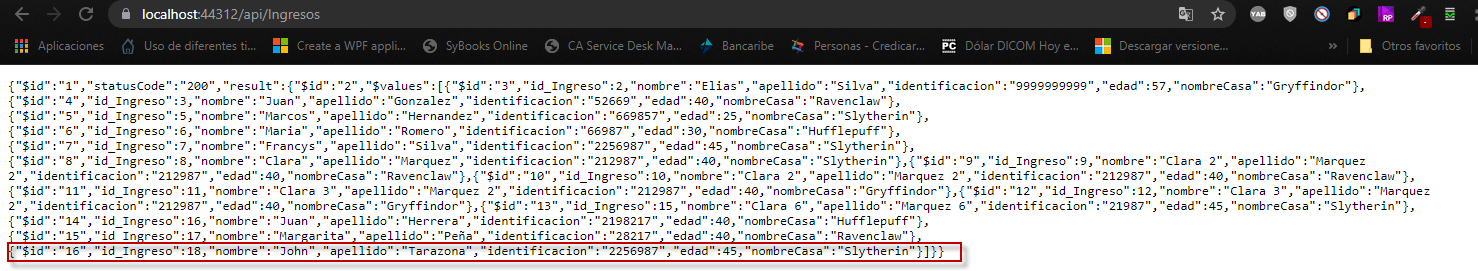 localhost:44312/api/Ingresos
YAB
RP
Aplicaciones
Uso de diferentes ti...
Create a WPF appli...
SyBooks Online
CA Service Desk Ma...
Bancaribe
Personas - Credicar...
PC
Dólar DICOM Hoy e...
Descargar versione...
»
Otros favoritos
{"$id":"1","statusCode":"200","result":{"$id":"2","$values":[{"$id":"3","id_Ingreso":2,"nombre":"Elias","apellido":"Silva","identificacion":"9999999999","edad":57,"nombreCasa":"Gryffindor"},
{"$id":"4","id_Ingreso":3,"nombre":"Juan","apellido":"Gonzalez","identificacion":"52669","edad":40,"nombreCasa":"Ravenclaw"},
{"$id":"5","id_Ingreso":5,"nombre":"Marcos","apellido":"Hernandez","identificacion":"669857","edad":25,"nombreCasa":"Slytherin"},
{"$id":"6","id_Ingreso":6,"nombre":"Maria","apellido":"Romero","identificacion":"66987","edad":30,"nombreCasa":"Hufflepuff"},
{"$id":"7","id_Ingreso":7,"nombre":"Francys","apellido":"Silva","identificacion":"2256987","edad":45,"nombreCasa":"Slytherin"},
{"$id":"8","id_Ingreso":8,"nombre":"Clara","apellido":"Marquez","identificacion":"212987","edad":40,"nombreCasa":"Slytherin"},{"$id":"9","id_Ingreso":9,"nombre":"Clara 2","apellido":"Marquez
2","identificacion":"212987","edad":40,"nombreCasa":"Ravenclaw"},{"$id":"10","id_Ingreso":10,"nombre":"Clara 2","apellido":"Marquez 2","identificacion":"212987","edad":40,"nombreCasa":"Ravenclaw"},
{"$id":"11","id_Ingreso":11,"nombre":"Clara 3","apellido":"Marquez 2","identificacion":"212987","edad":40,"nombreCasa":"Gryffindor"},{"$id":"12","id_Ingreso":12,"nombre":"Clara 3","apellido":"Marquez
2","identificacion":"212987","edad":40,"nombreCasa":"Gryffindor"},{"$id":"13","id_Ingreso":15,"nombre":"Clara 6","apellido":"Marquez 6","identificacion":"21987","edad":45,"nombreCasa":"Slytherin"},
{"$id":"14","id_Ingreso":16,"nombre":"Juan","apellido":"Herrera","identificacion":"2198217","edad":40,"nombreCasa":"Hufflepuff"},
{"$id":"15","id_Ingreso":17,"nombre":"Margarita","apellido":"Peña","identificacion":"28217","edad":40,"nombreCasa":"Ravenclaw"},
{"$id":"16","id_Ingreso":18,"nombre":"John","apellido":"Tarazona","identificacion":"2256987","edad":45,"nombreCasa":"Slytherin"}]}}